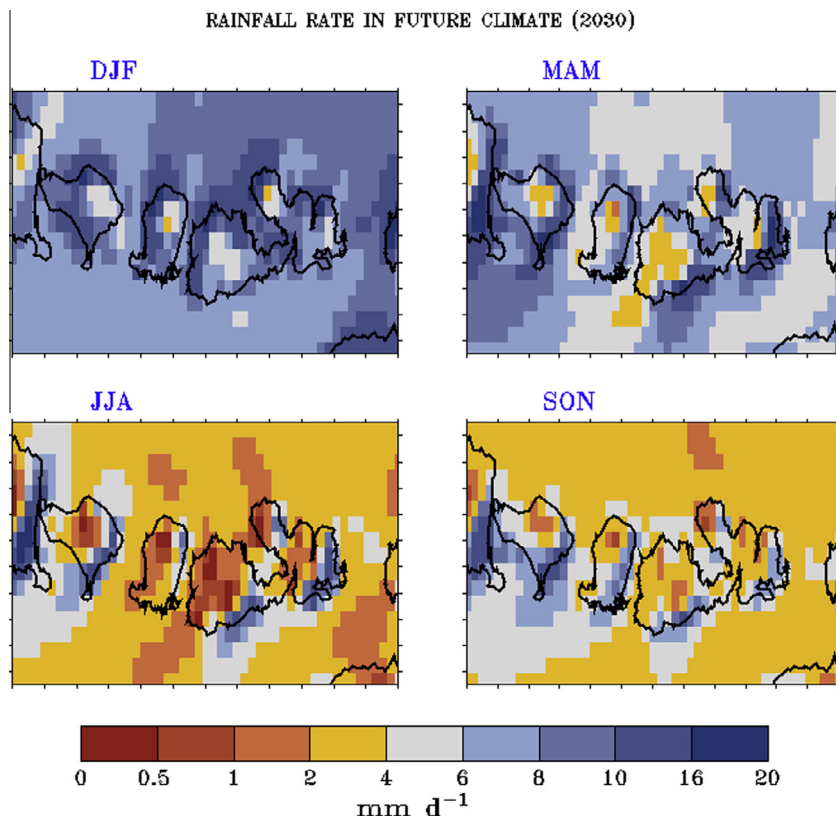 RAINFALL RATE IN FUTURE CLIMATE (2030)
DJF
MAM
JJA
SON
0 0.5 1 2 4 6 8 10 16 20
mm d⁻¹